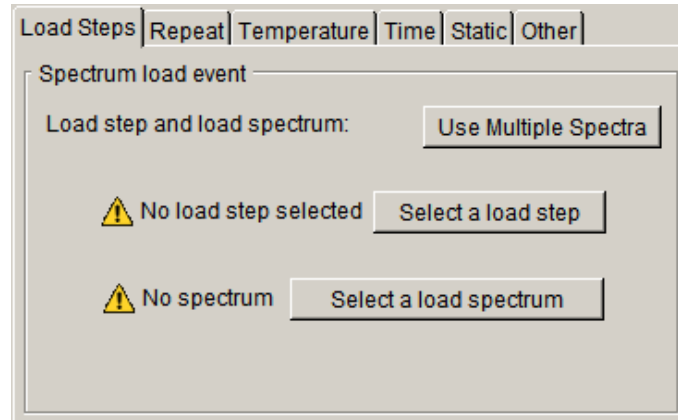 Load Steps Repeat Temperature Time Static Other
Spectrum load event
Load step and load spectrum: Use Multiple Spectra
No load step selected Select a load step
No spectrum Select a load spectrum